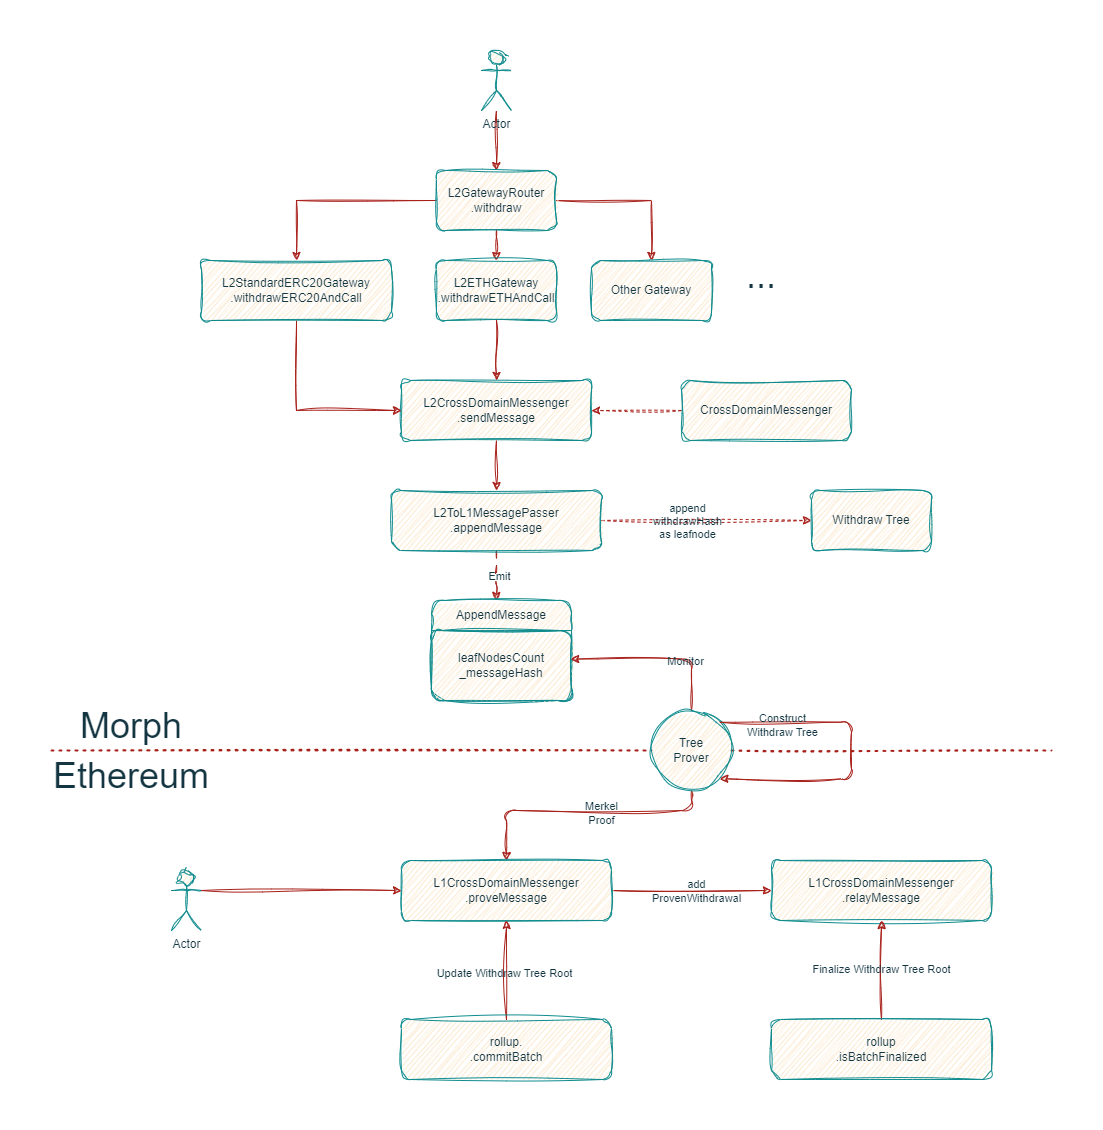 Actor
L2GatewayRouter
.withdraw
L2StandardERC20Gateway
.withdrawERC20AndCall
L2ETHGateway
.withdrawETHAndCall
Other Gateway
...
L2CrossDomainMessenger
.sendMessage
CrossDomainMessenger
L2ToL1MessagePasser
.appendMessage
append
withdrawHash
as leafnode
Withdraw Tree
Emit
AppendMessage
leafNodesCount
_messageHash
Monitor
Morph
Ethereum
Tree
Prover
Construct
Withdraw Tree
Merkel
Proof
Actor
L1CrossDomainMessenger
.proveMessage
add
ProvenWithdrawal
L1CrossDomainMessenger
.relayMessage
Update Withdraw Tree Root
Finalize Withdraw Tree Root
rollup.
.commitBatch
rollup
.isBatchFinalized